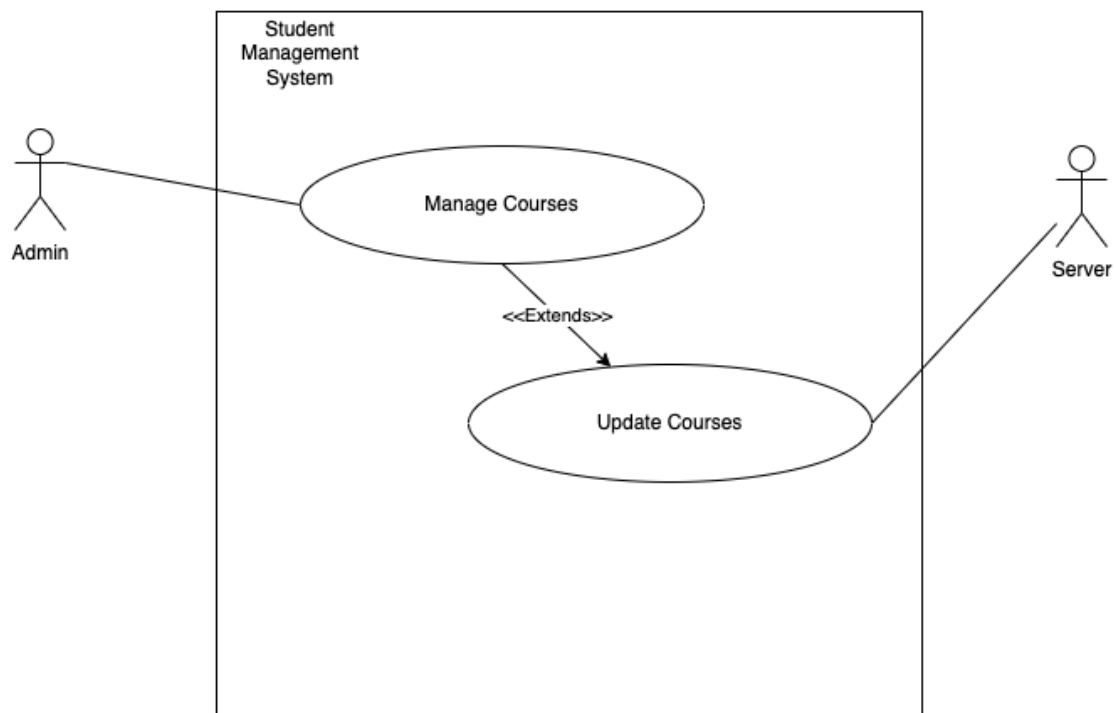 Student
Management
System
Manage Courses
Admin
Server
<<Extends>>
Update Courses